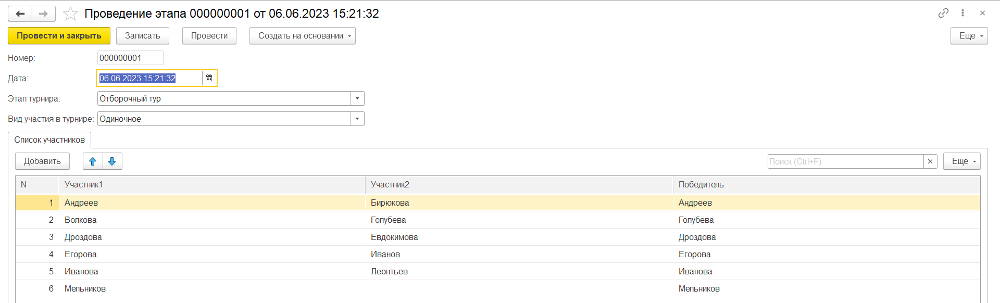 Проведение этапа 000000001 от 06.06.2023 15:21:32
Провести и закрыть Записать Провести Создать на основании Еще
Номер: 000000001
Дата: 06.06.2023 15:21:32
Этап турнира: Отборочный тур
Вид участия в турнире: Одиночное
Список участников
Добавить Поиск (Ctrl+F) Еще
N Участник1 Участник2 Победитель
1 Андреев Бирюкова Андреев
2 Волкова Голубева Голубева
3 Дроздова Евдокимова Дроздова
4 Егорова Иванов Егорова
5 Иванова Леонтьев Иванова
6 Мельников Мельников